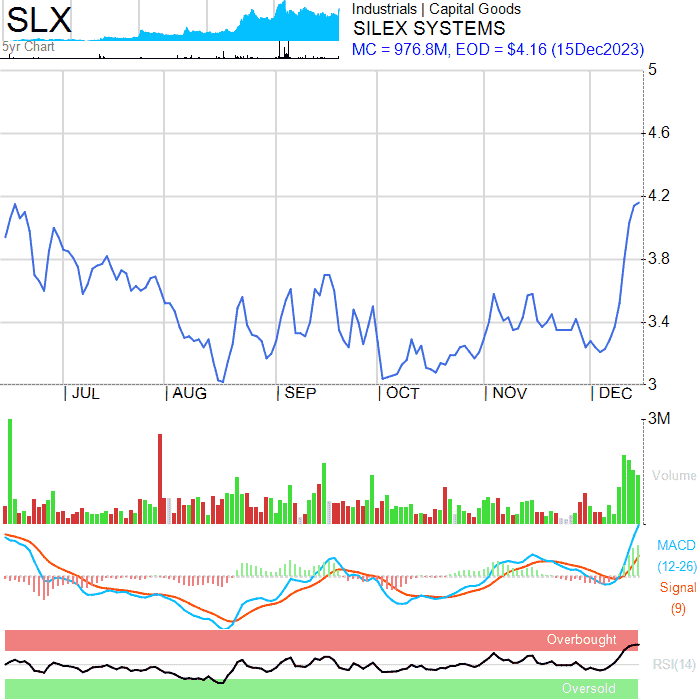 SLX
5yr Chart
Industrials | Capital Goods
SILEX SYSTEMS
MC = 976.8M, EOD = $4.16 (15Dec2023)
5
4.6
4.2
3.8
3.4
3
JUL AUG SEP OCT NOV DEC
3M
Volume
MACD
(12-26)
Signal
(9)
Overbought
RSI(14)
Oversold